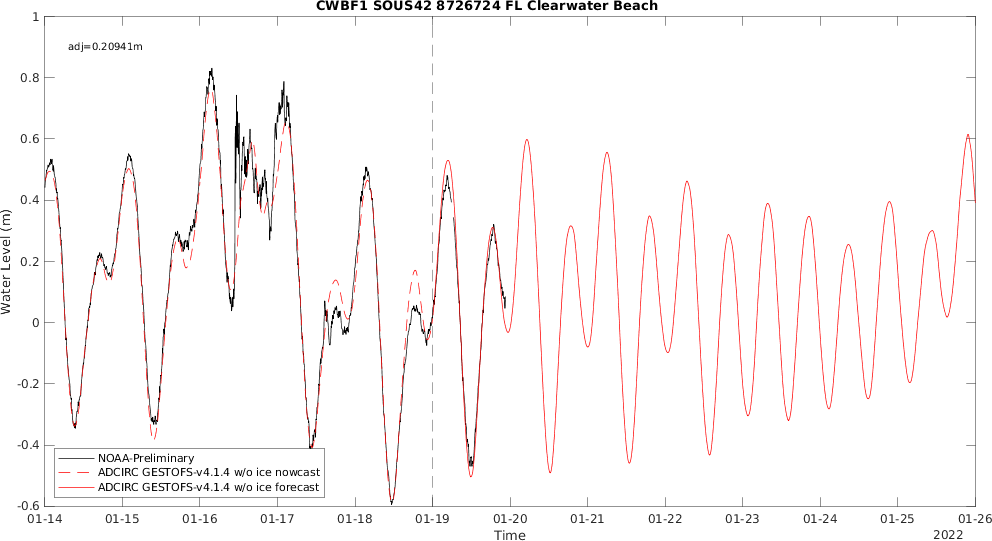 CWBF1 SOUS42 8726724 FL Clearwater Beach
adj=0.20941m
Water Level (m)
1
0.8
0.6
0.4
0.2
0
-0.2
-0.4
-0.6
NOAA-Preliminary
ADCIRC GESTOFS-v4.1.4 w/o ice nowcast
ADCIRC GESTOFS-v4.1.4 w/o ice forecast
01-14 01-15 01-16 01-17 01-18 01-19 01-20 01-21 01-22 01-23 01-24 01-25 01-26
Time
2022